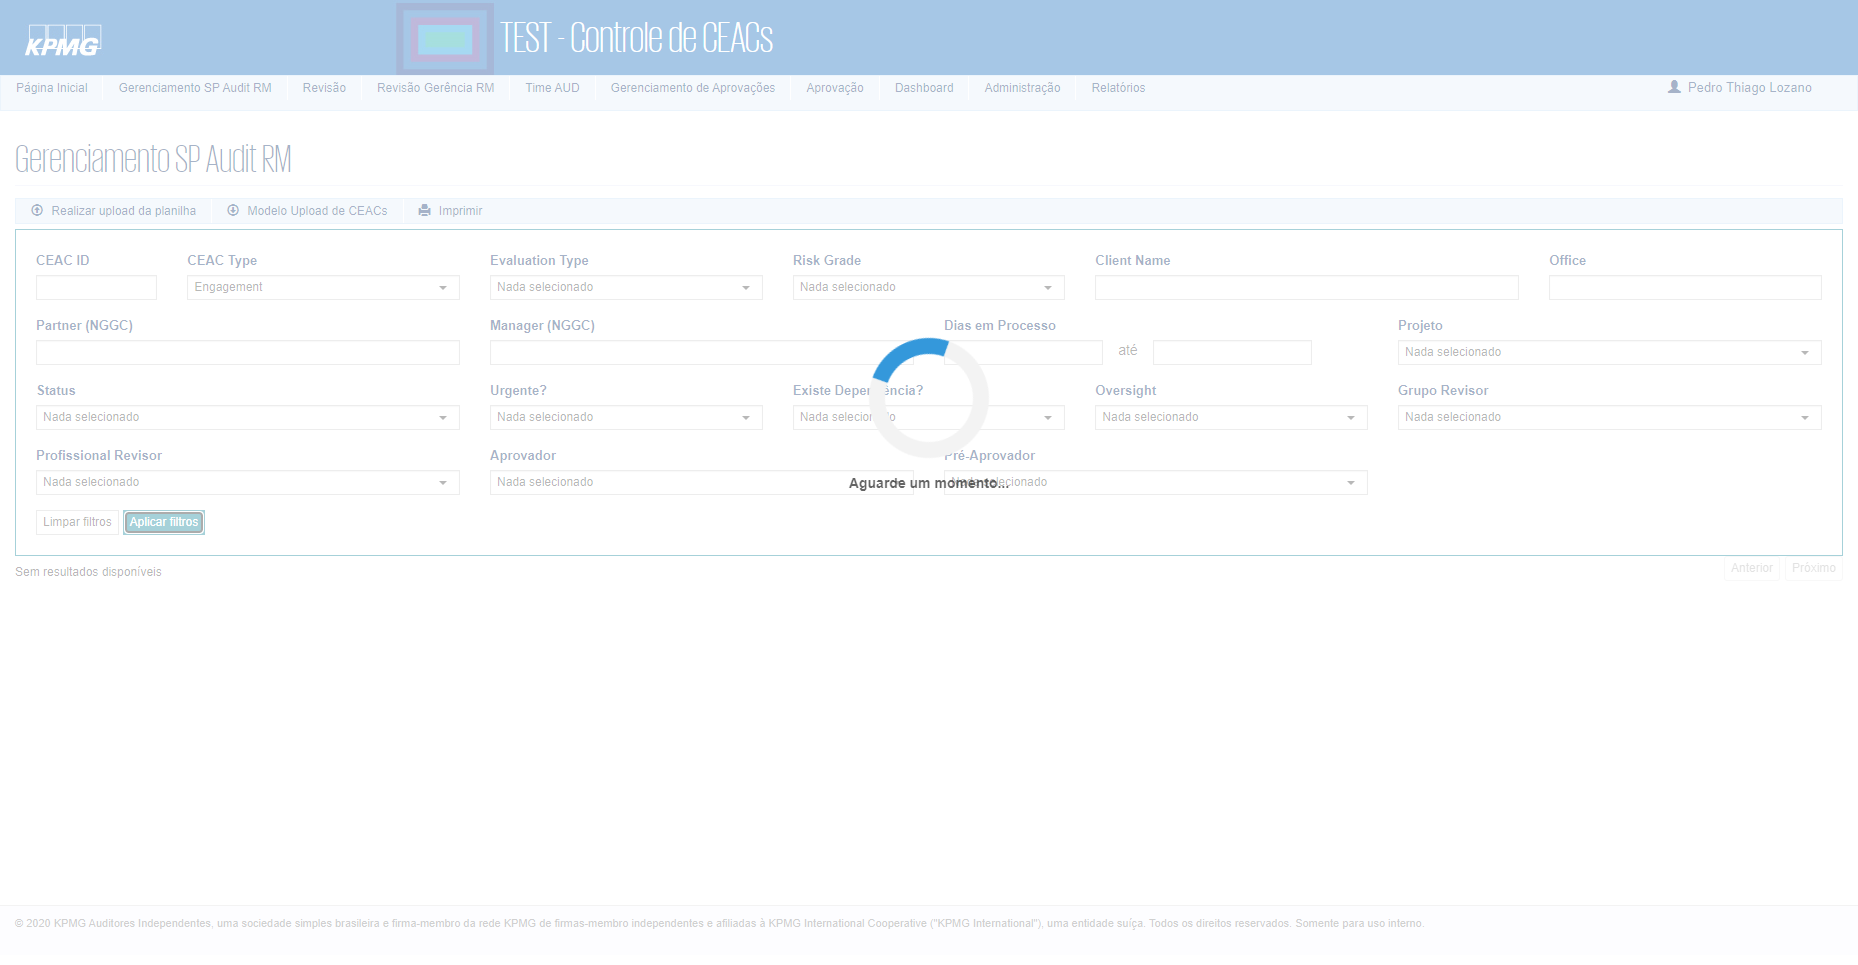 KPMG
TEST - Controle de CEACs
Página Inicial Gerenciamento SP Audit RM Revisão Revisão Gerência RM Time AUD Gerenciamento de Aprovações Aprovação Dashboard Administração Relatórios Pedro Thiago Lozano
Gerenciamento SP Audit RM
Realizar upload da planilha Modelo Upload de CEACs Imprimir
CEAC ID CEAC Type Evaluation Type Risk Grade Client Name Office
Engagement Nada selecionado Nada selecionado
Partner (NGGC) Manager (NGGC) Dias em Processo Projeto
até Nada selecionado
Status Urgente? Existe Dependência? Oversight Grupo Revisor
Nada selecionado Nada selecionado Nada selecionado Nada selecionado Nada selecionado
Profissional Revisor Aprovador Pré-Aprovador
Nada selecionado Nada selecionado Nada selecionado
Aguarde um momento...
Limpar filtros Aplicar filtros
Sem resultados disponíveis Anterior Próximo
© 2020 KPMG Auditores Independentes, uma sociedade simples brasileira e firma-membro da rede KPMG de firmas-membro independentes e afiliadas à KPMG International Cooperative ("KPMG International"), uma entidade suíça. Todos os direitos reservados. Somente para uso interno.